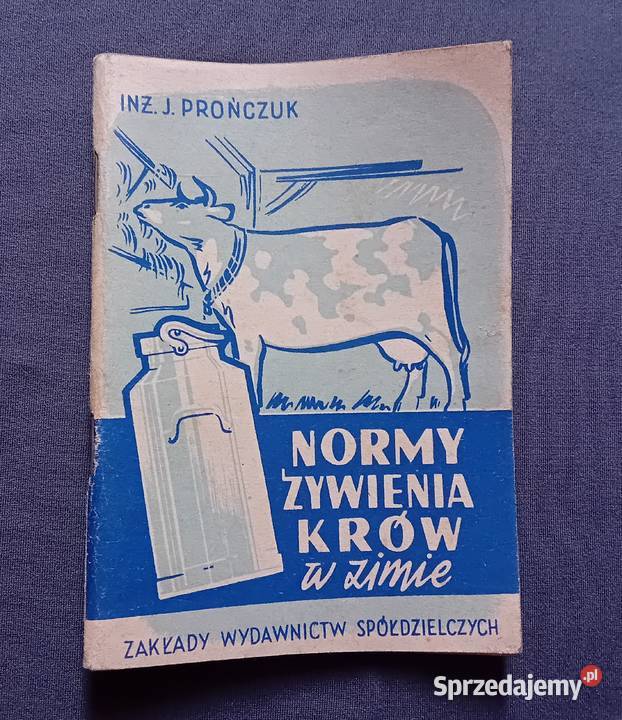 INŻ. J. PROŃCZUK
NORMY
ŻYWIENIA
KRÓW
w zimie
ZAKŁADY WYDAWNICTW SPÓŁDZIELCZYCH
Sprzedajemy.pl